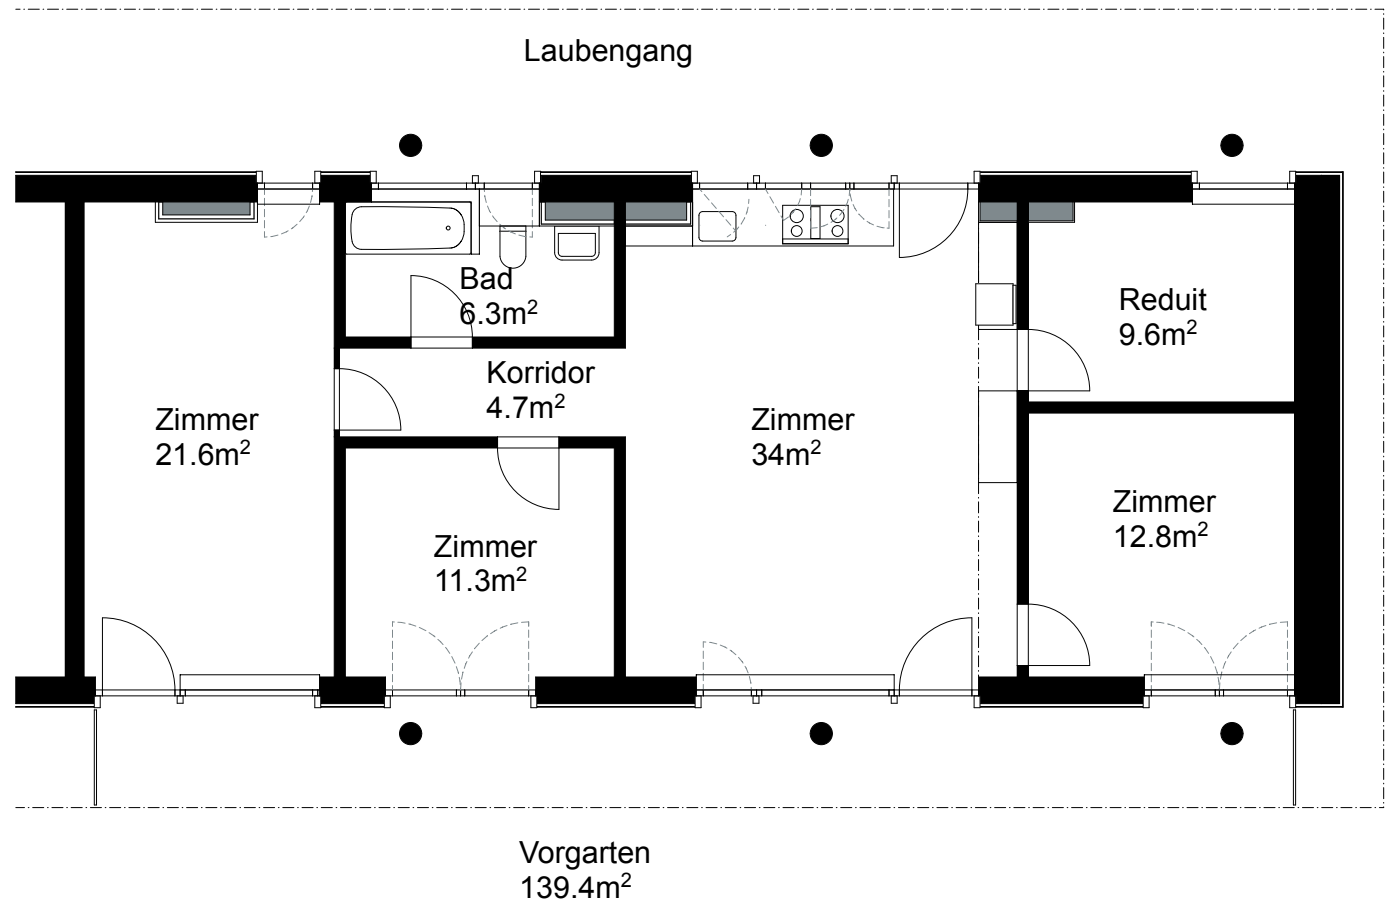 Laubengang
Bad
6.3m²
Reduit
9.6m²
Korridor
4.7m²
Zimmer
21.6m²
Zimmer
34m²
Zimmer
12.8m²
Zimmer
11.3m²
Vorgarten
139.4m²